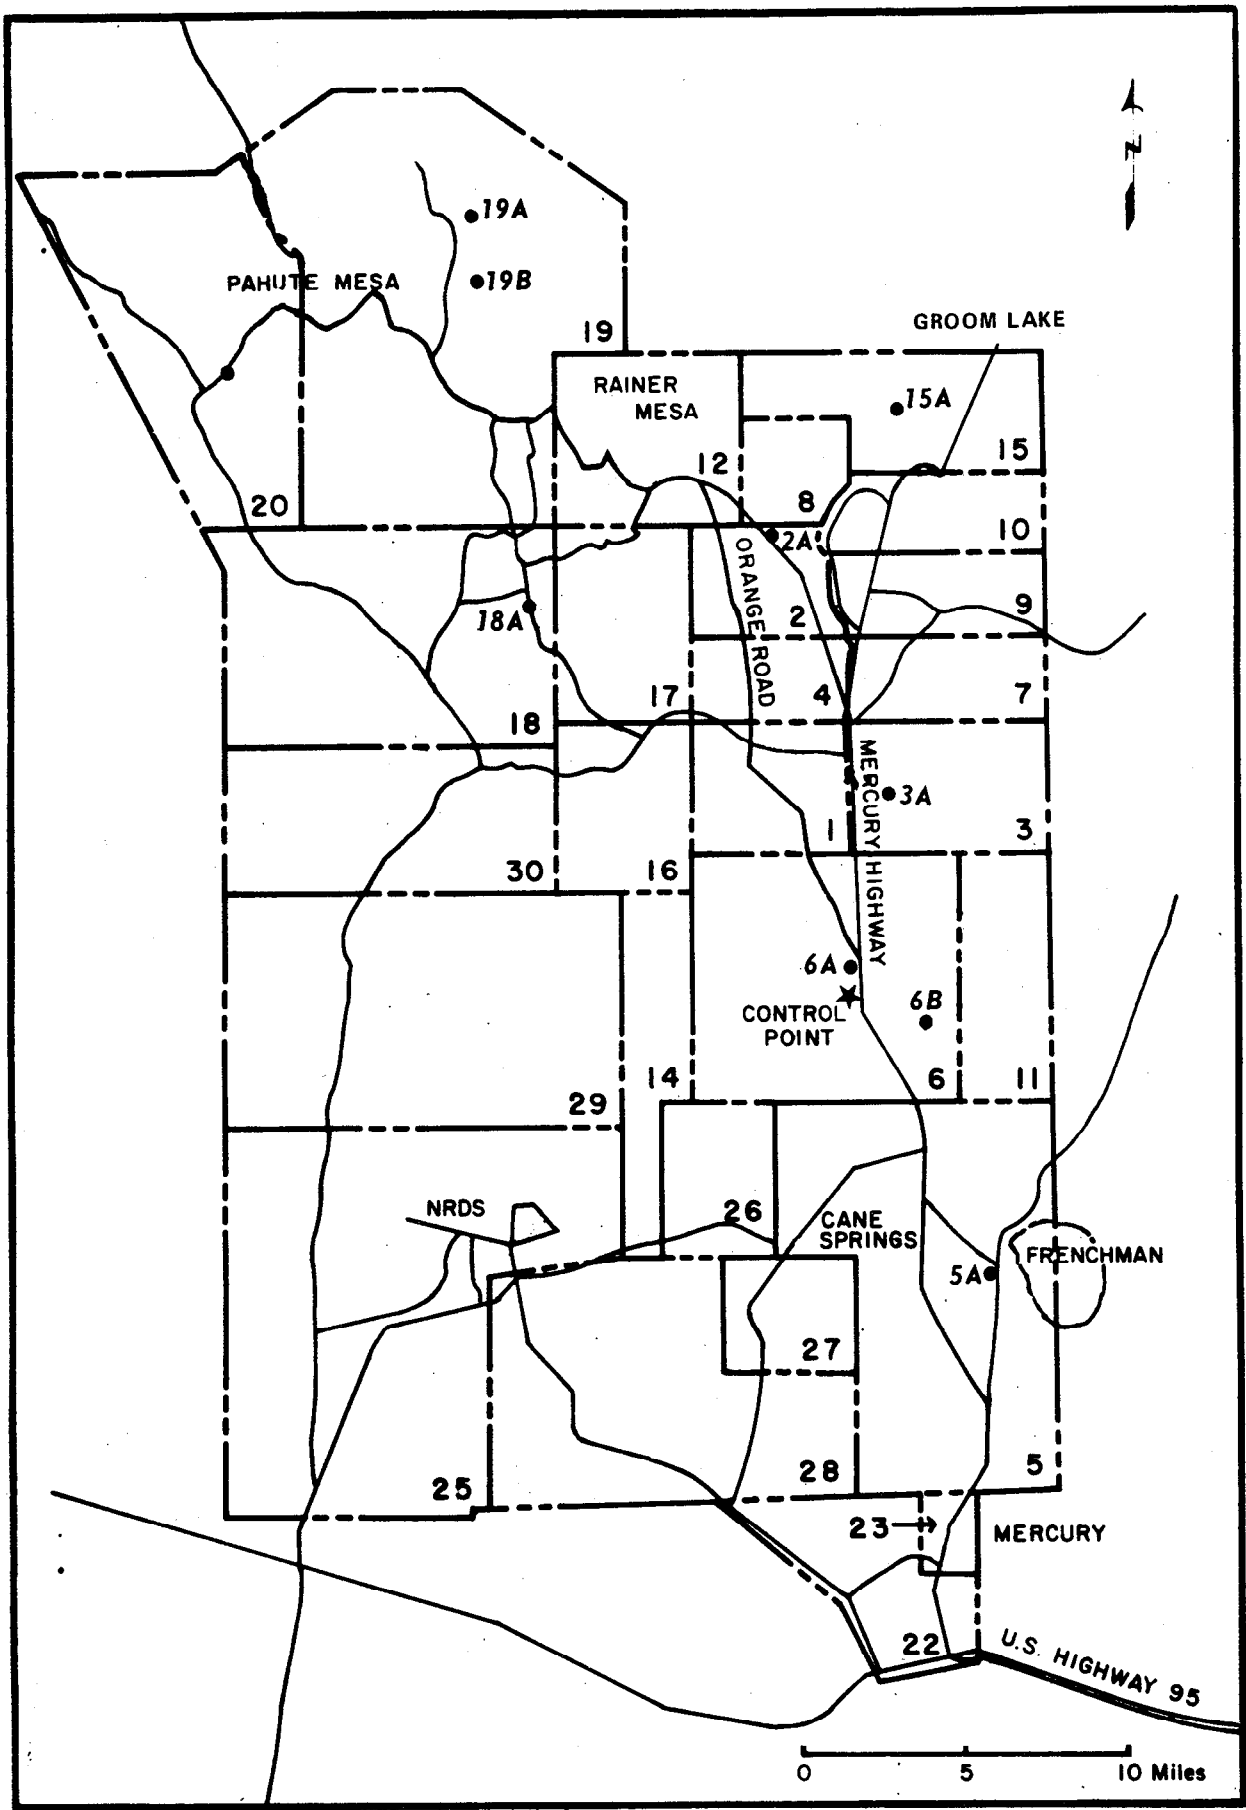 N
19A
PAHUTE MESA
19B
GROOM LAKE
19
RAINER
MESA
15A
15
12
20
8
10
2A
ORANGE ROAD
9
18A
2
17
4
7
18
MERCURY HIGHWAY
3A
1
3
30
16
6A
6B
CONTROL
POINT
14
6
11
29
NRDS
26
CANE
SPRINGS
FRENCHMAN
5A
27
25
28
5
23
MERCURY
22
U.S. HIGHWAY 95
0 5 10 Miles